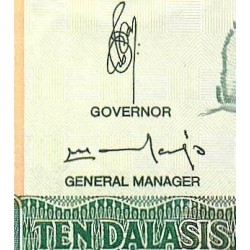 GOVERNOR
GENERAL MANAGER
TEN DALASIS